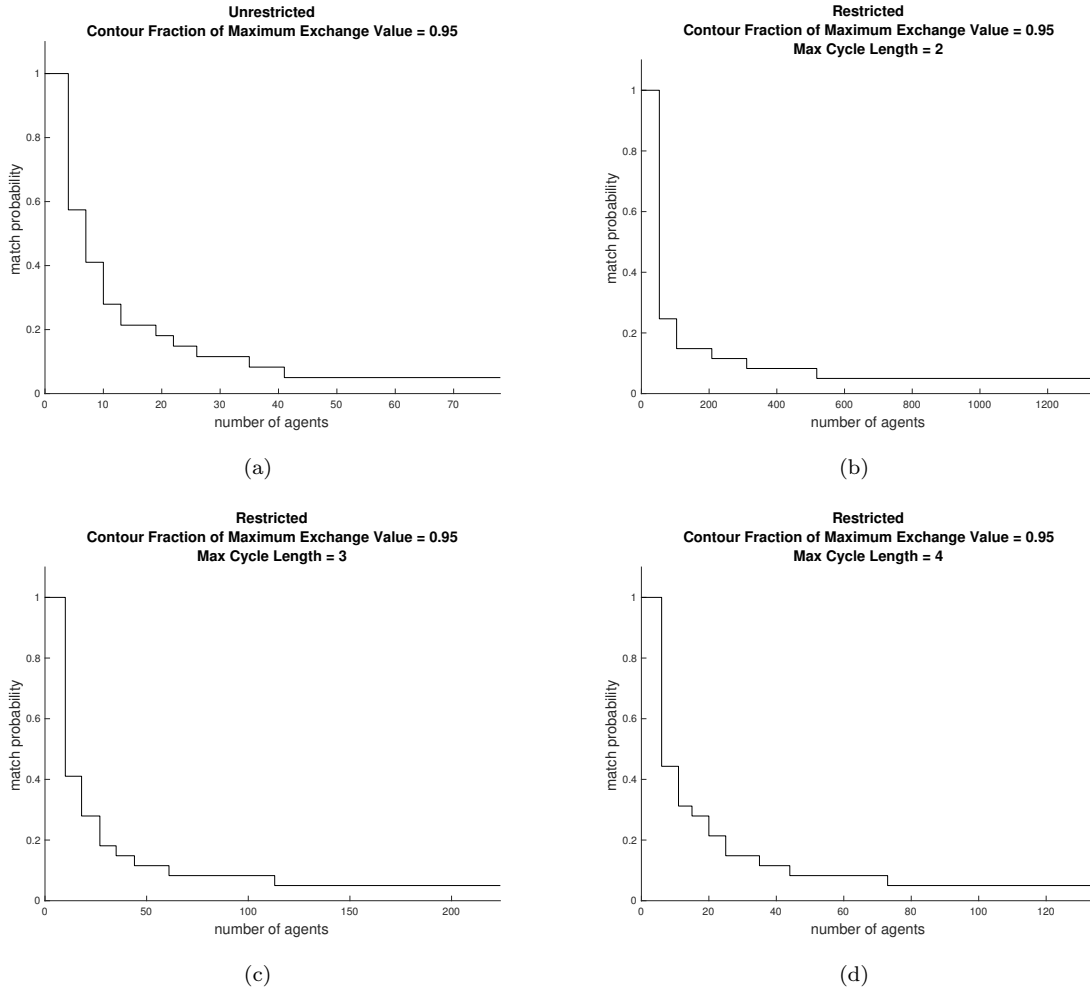 Unrestricted
Contour Fraction of Maximum Exchange Value = 0.95
1
0.8
0.6
0.4
0.2
0
match probability
0 10 20 30 40 50 60 70
number of agents
(a)
Restricted
Contour Fraction of Maximum Exchange Value = 0.95
Max Cycle Length = 2
1
0.8
0.6
0.4
0.2
0
match probability
0 200 400 600 800 1000 1200
number of agents
(b)
Restricted
Contour Fraction of Maximum Exchange Value = 0.95
Max Cycle Length = 3
1
0.8
0.6
0.4
0.2
0
match probability
0 50 100 150 200
number of agents
(c)
Restricted
Contour Fraction of Maximum Exchange Value = 0.95
Max Cycle Length = 4
1
0.8
0.6
0.4
0.2
0
match probability
0 20 40 60 80 100 120
number of agents
(d)